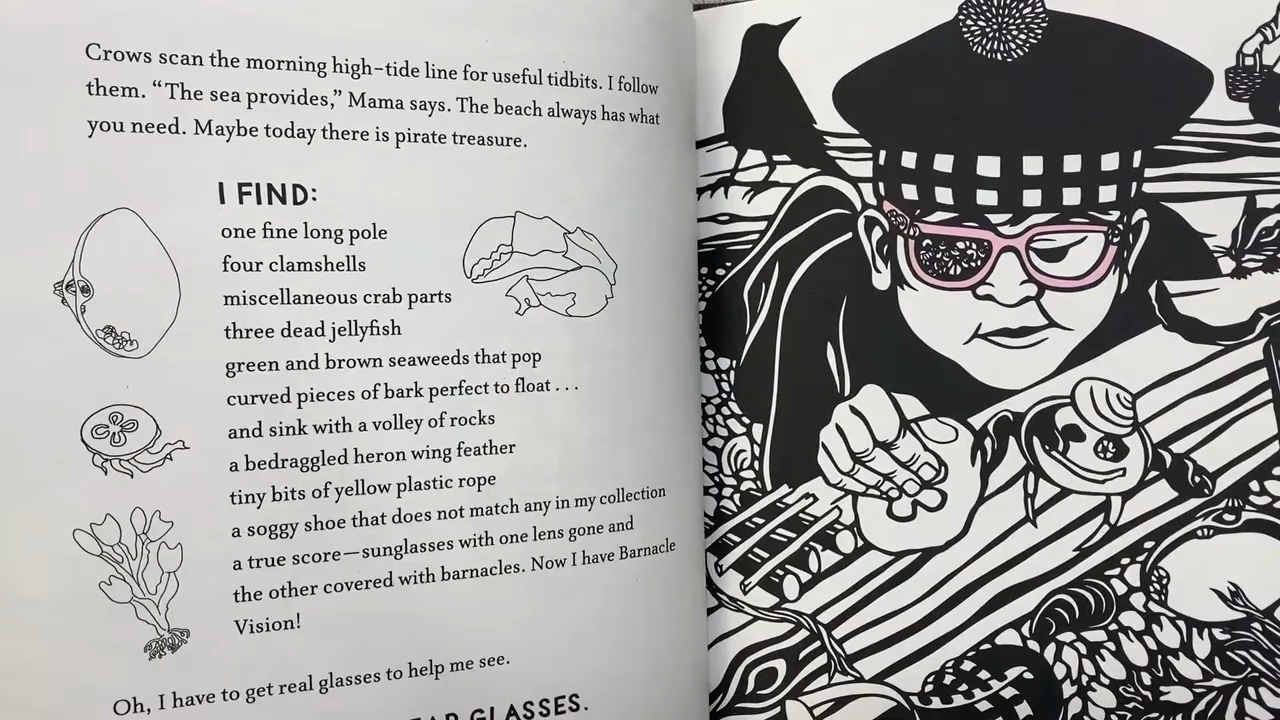 Crows scan the morning high-tide line for useful tidbits. I follow
them. “The sea provides,” Mama says. The beach always has what
you need. Maybe today there is pirate treasure.
I FIND:
one fine long pole
four clamshells
miscellaneous crab parts
three dead jellyfish
green and brown seaweeds that pop
curved pieces of bark perfect to float . . .
and sink with a volley of rocks
a bedraggled heron wing feather
tiny bits of yellow plastic rope
a soggy shoe that does not match any in my collection
a true score—sunglasses with one lens gone and
the other covered with barnacles. Now I have Barnacle
Vision!
Oh, I have to get real glasses to help me see.
GLASSES.